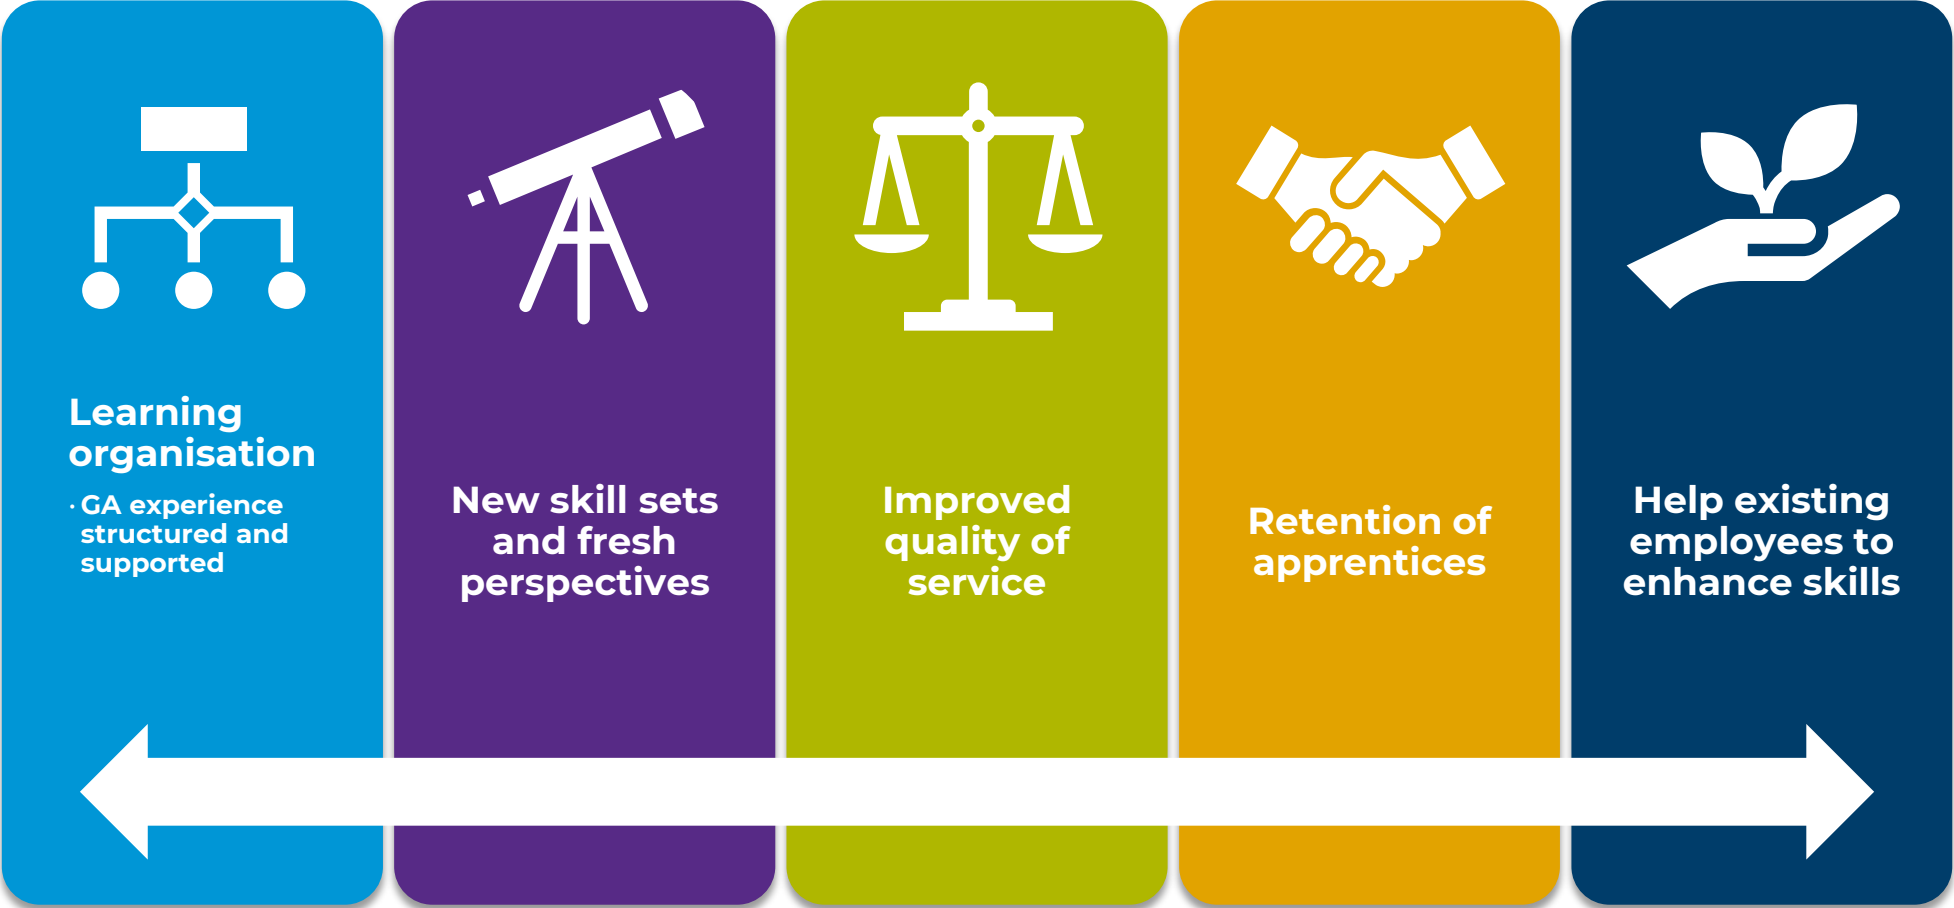 Learning
organisation
· GA experience
structured and
supported
New skill sets
and fresh
perspectives
Improved
quality of
service
Retention of
apprentices
Help existing
employees to
enhance skills